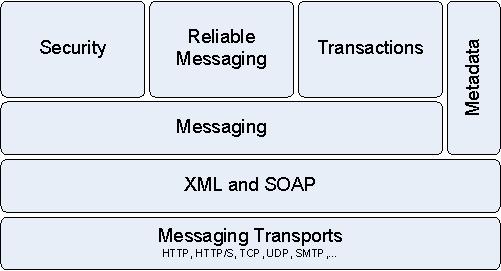 Security
Reliable
Messaging
Transactions
Metadata
Messaging
XML and SOAP
Messaging Transports
HTTP, HTTP/S, TCP, UDP, SMTP,...